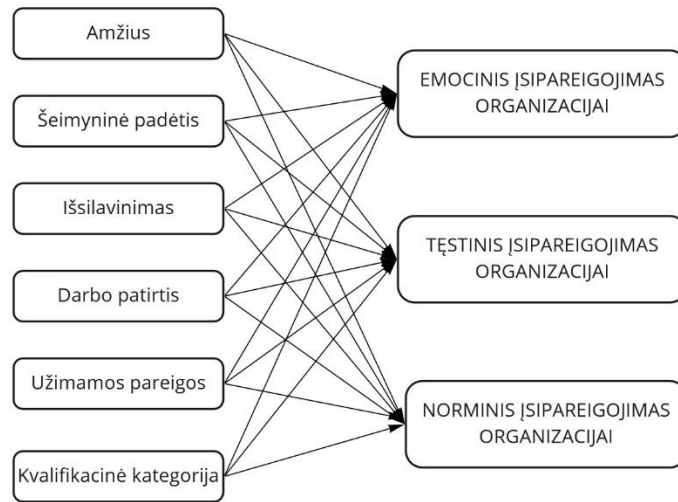 Amžius
Šeimyninė padėtis
Išsilavinimas
Darbo patirtis
Užimamos pareigos
Kvalifikacinė kategorija
EMOCINIS ĮSIPAREIGOJIMAS
ORGANIZACIJAI
TĘSTINIS ĮSIPAREIGOJIMAS
ORGANIZACIJAI
NORMINIS ĮSIPAREIGOJIMAS
ORGANIZACIJAI